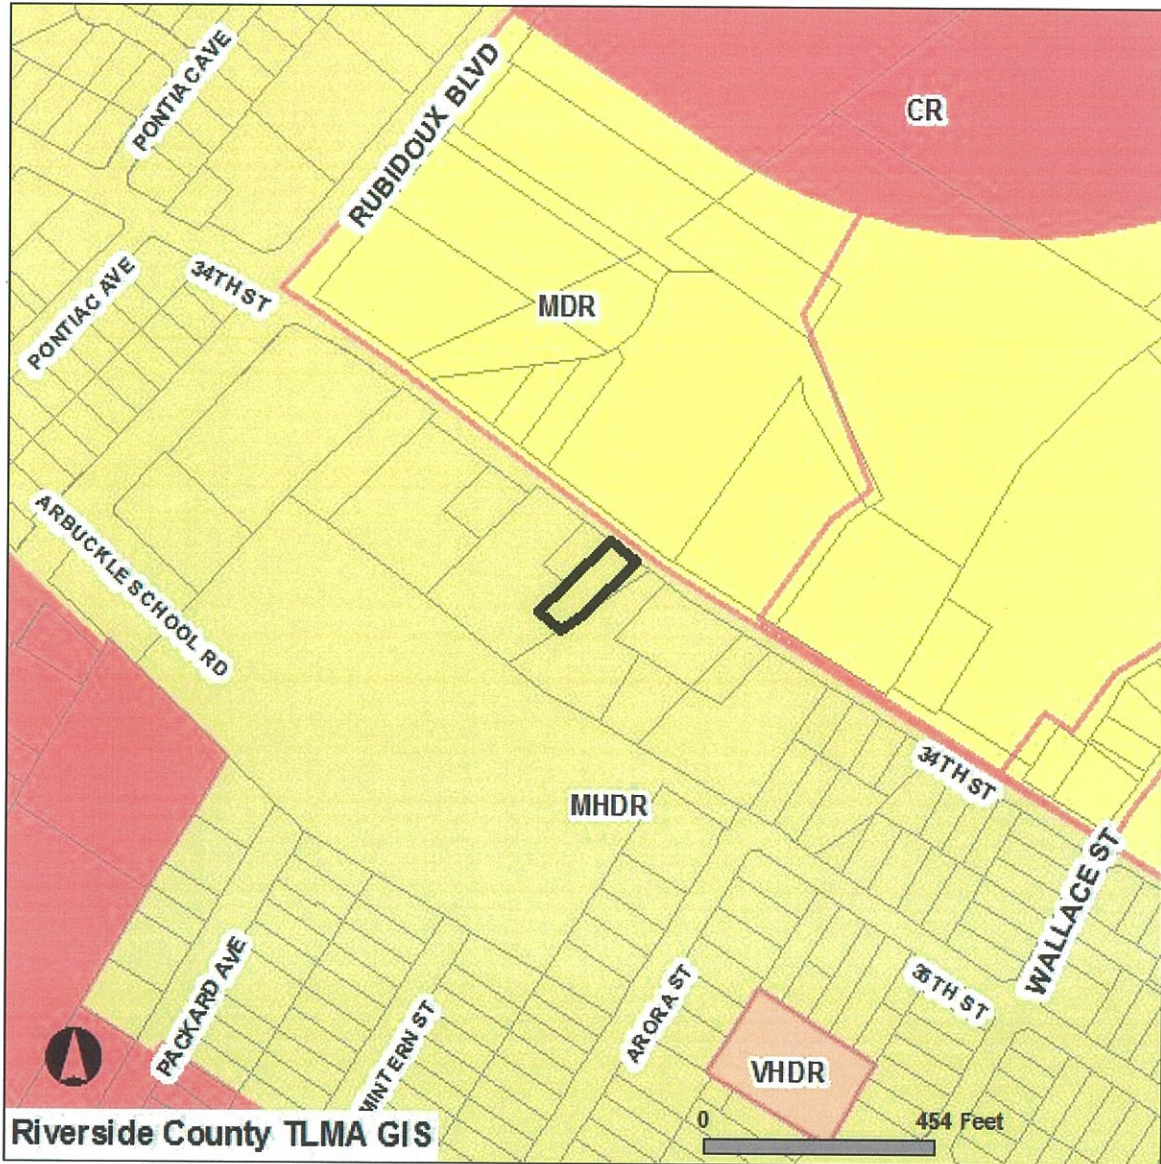 PONTIAC AVE
RUBIDOUX BLVD
CR
PONTIAC AVE
34TH ST
MDR
ARBUCKLE SCHOOL RD
34TH ST
MHDR
WALLACE ST
PACKARD AVE
MINTERN ST
ARORA ST
36TH ST
VHDR
Riverside County TLMA GIS
0
454 Feet